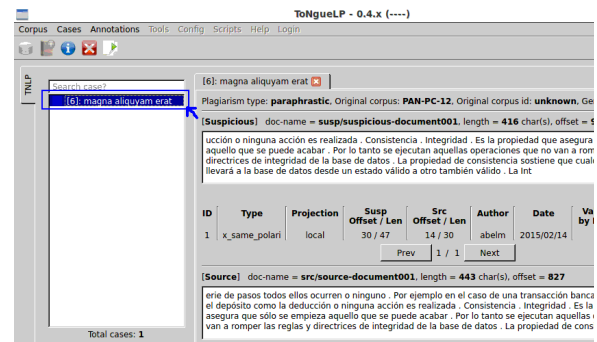 ToNgueLP - 0.4.x (----)
Corpus Cases Annotations Tools Config Scripts Help Login
TNLP
Search case?
[6]: magna aliquyam erat
Total cases: 1
[6]: magna aliquyam erat
Plagiarism type: paraphrastic, Original corpus: PAN-PC-12, Original corpus id: unknown, Ge
[Suspicious] doc-name = susp/suspicious-document001, length = 416 char(s), offset = 9
ucción o ninguna acción es realizada . Consistencia . Integridad . Es la propiedad que asegura
aquello que se puede acabar . Por lo tanto se ejecutan aquellas operaciones que no van a rom
directrices de integridad de la base de datos . La propiedad de consistencia sostiene que cual
llevará a la base de datos desde un estado válido a otro también válido . La Int
ID Type Projection Susp Offset / Len Src Offset / Len Author Date Va by
1 x_same_polari local 30 / 47 14 / 30 abelm 2015/02/14
Prev 1 / 1 Next
[Source] doc-name = src/source-document001, length = 443 char(s), offset = 827
erie de pasos todos ellos ocurren o ninguno . Por ejemplo en el caso de una transacción banca
el depósito como la deducción o ninguna acción es realizada . Consistencia . Integridad . Es la
asegura que sólo se empieza aquello que se puede acabar . Por lo tanto se ejecutan aquellas
van a romper las reglas y directrices de integridad de la base de datos . La propiedad de cons